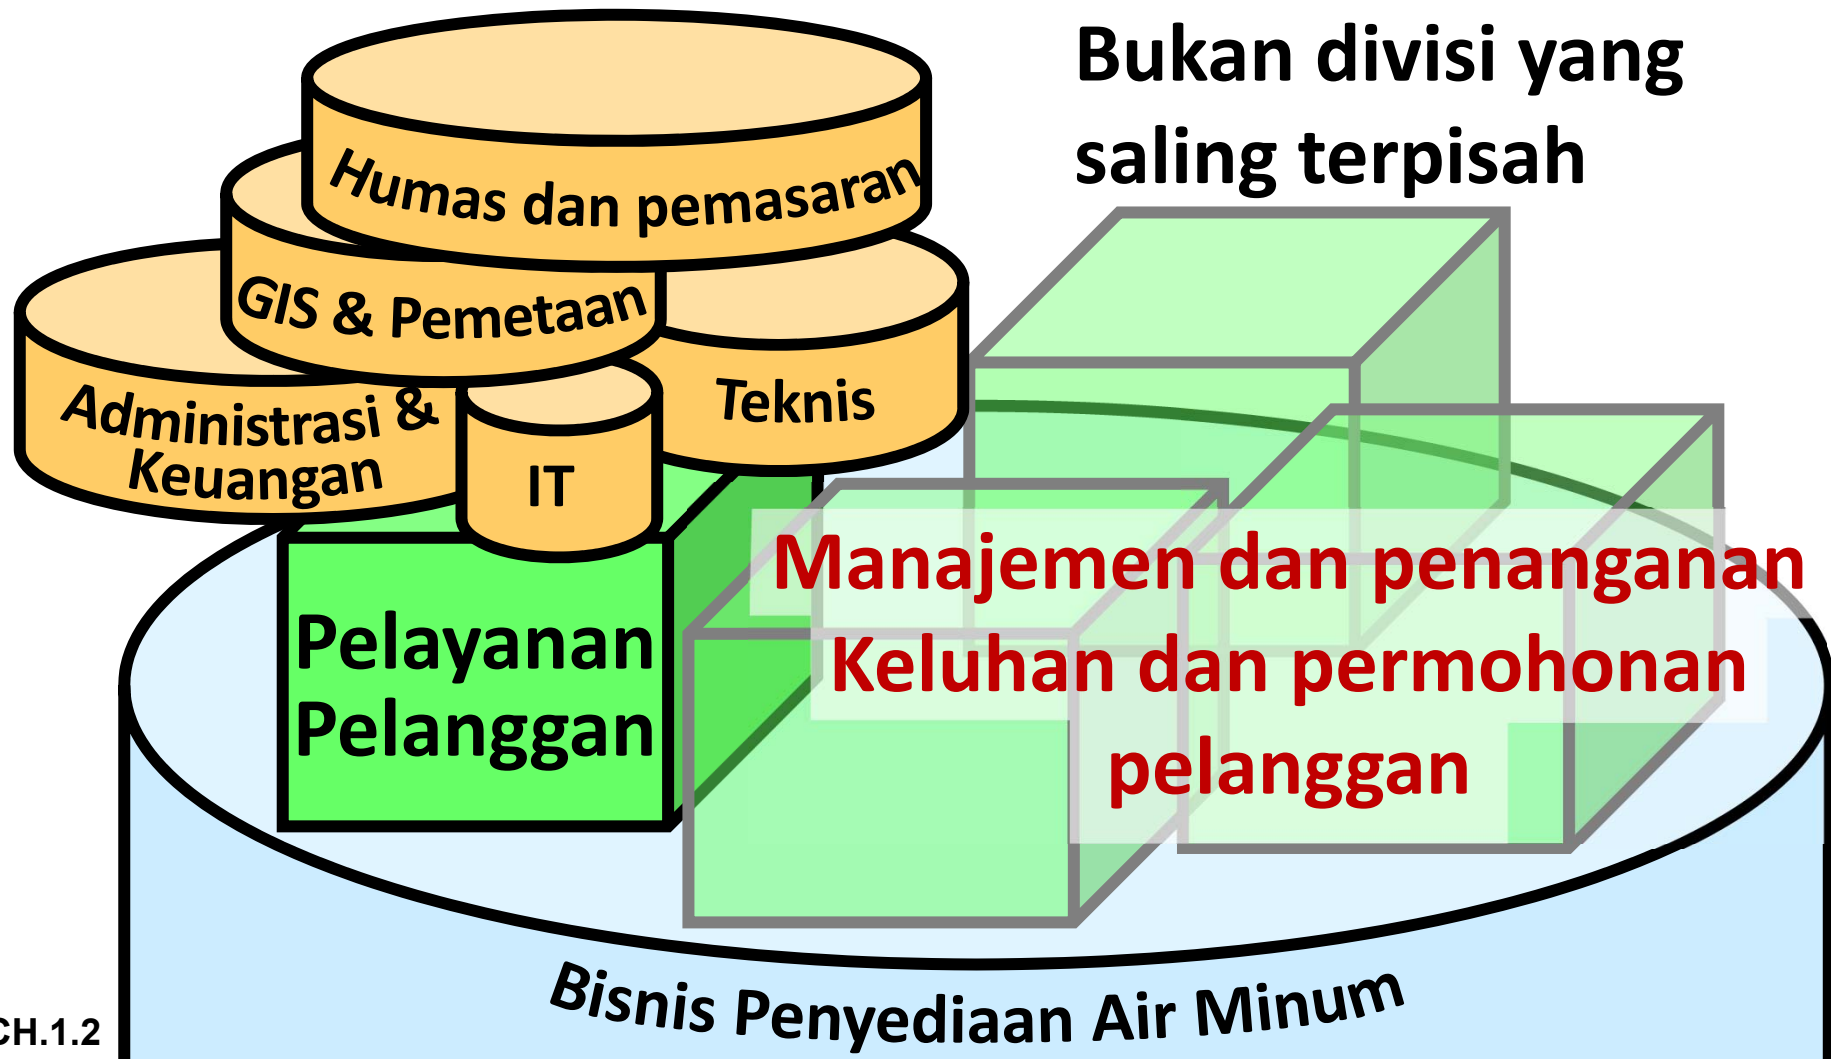 Bukan divisi yang
saling terpisah
Humas dan pemasaran
GIS & Pemetaan
Administrasi &
Keuangan
Teknis
IT
Pelayanan
Pelanggan
Manajemen dan penanganan
Keluhan dan permohonan
pelanggan
Bisnis Penyediaan Air Minum
CH.1.2